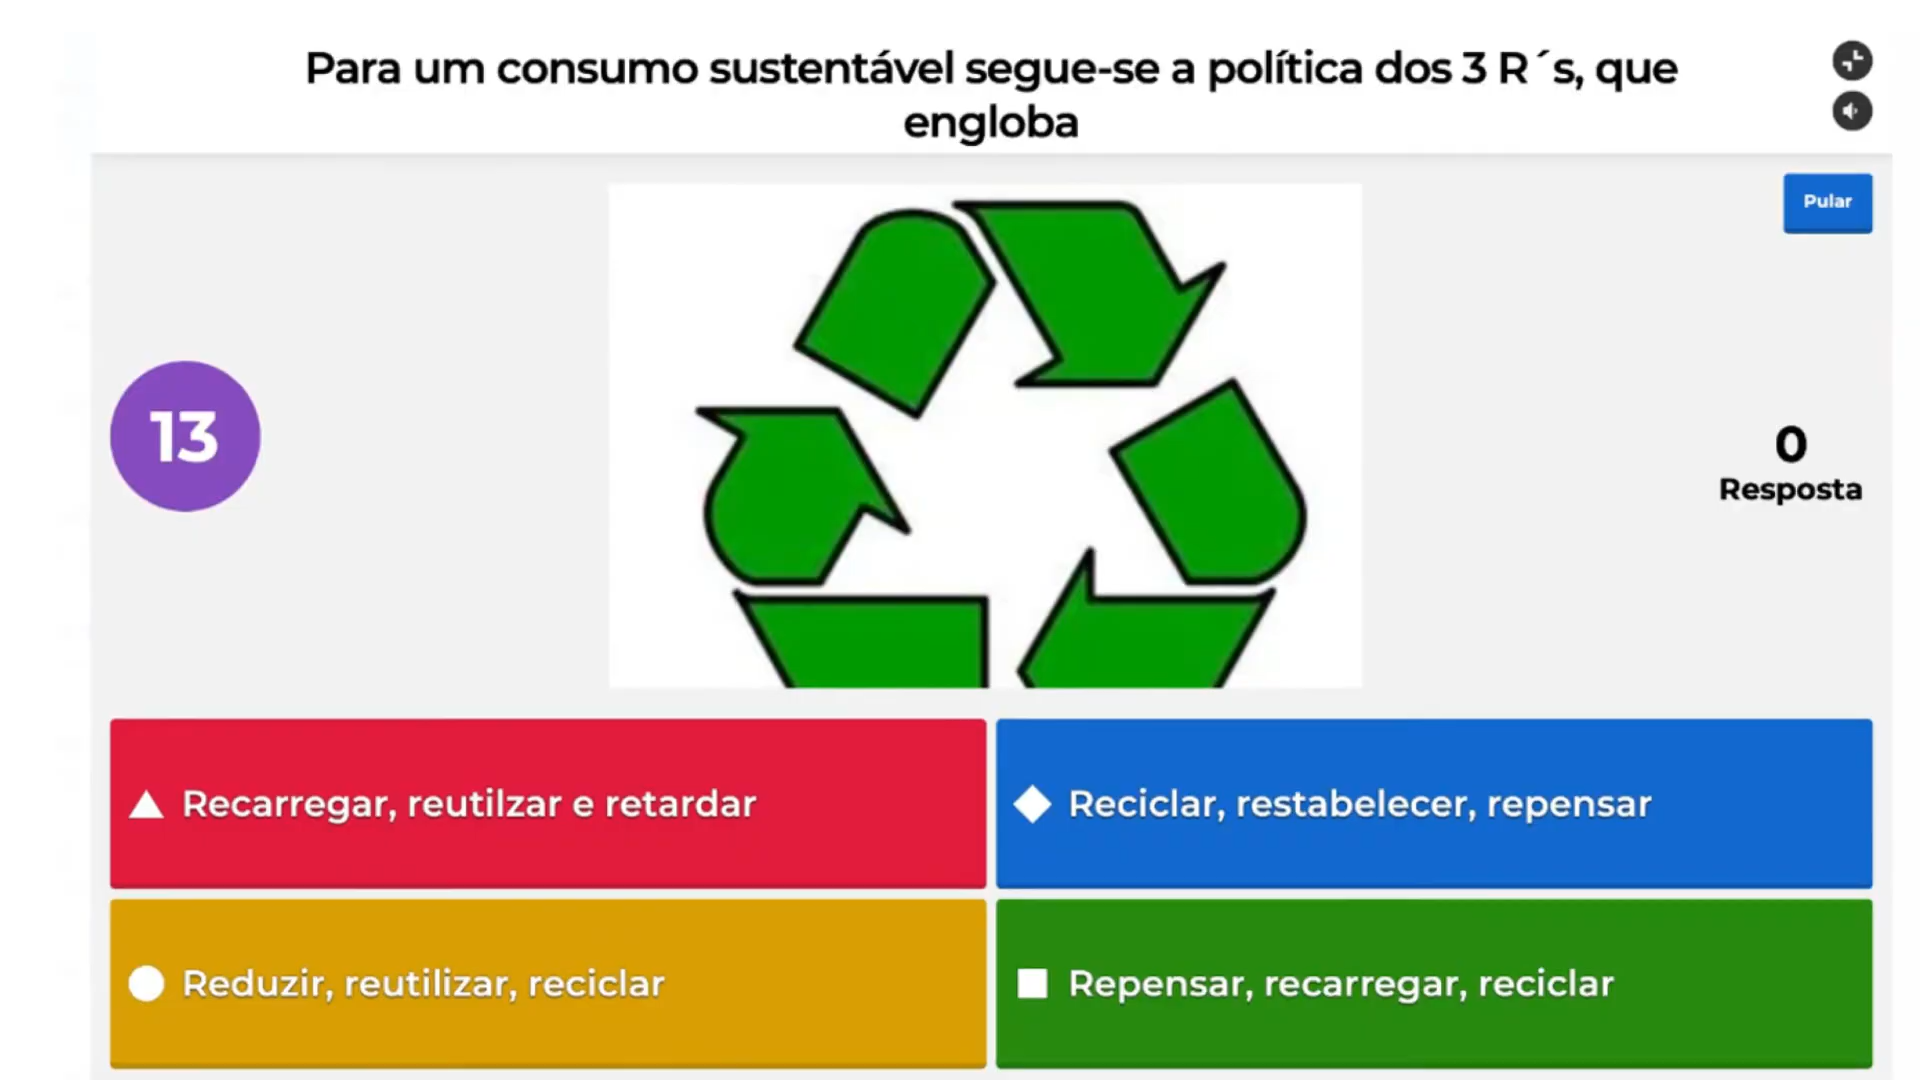 Para um consumo sustentável segue-se a política dos 3 R´s, que
engloba
Pular
13
0
Resposta
Recarregar, reutilzar e retardar
Reciclar, restabelecer, repensar
Reduzir, reutilizar, reciclar
Repensar, recarregar, reciclar